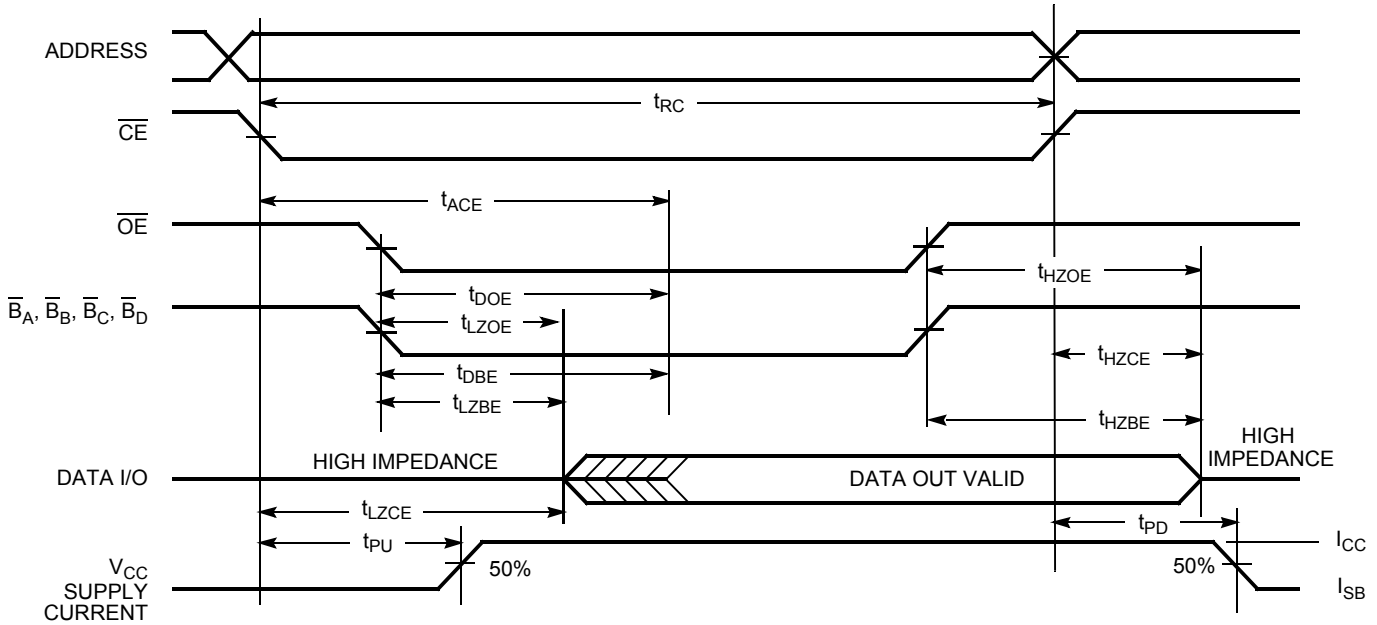 ADDRESS
tRC
CE
tACE
OE
tHZOE
tDOE
BA, BB, BC, BD
tLZOE
tHZCE
tDBE
tLZBE
tHZBE
HIGH
IMPEDANCE
HIGH IMPEDANCE
DATA I/O
DATA OUT VALID
tLZCE
tPD
tPU
ICC
VCC
SUPPLY
CURRENT
50%
50%
ISB